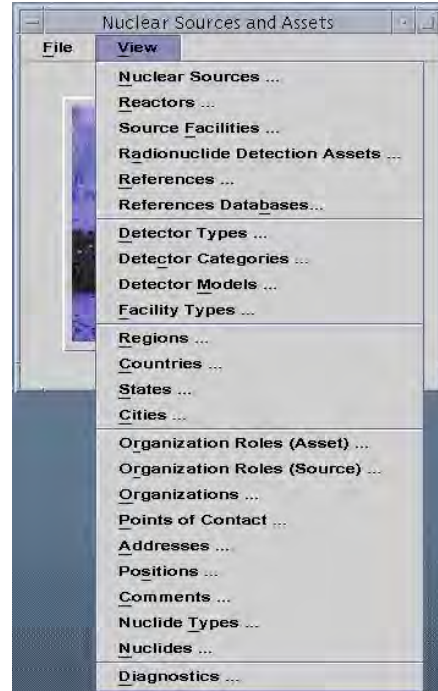 Nuclear Sources and Assets
File View
Nuclear Sources ...
Reactors ...
Source Facilities ...
Radionuclide Detection Assets ...
References ...
References Databases...
Detector Types ...
Detector Categories ...
Detector Models ...
Facility Types ...
Regions ...
Countries ...
States ...
Cities ...
Organization Roles (Asset) ...
Organization Roles (Source) ...
Organizations ...
Points of Contact ...
Addresses ...
Positions ...
Comments ...
Nuclide Types ...
Nuclides ...
Diagnostics ...